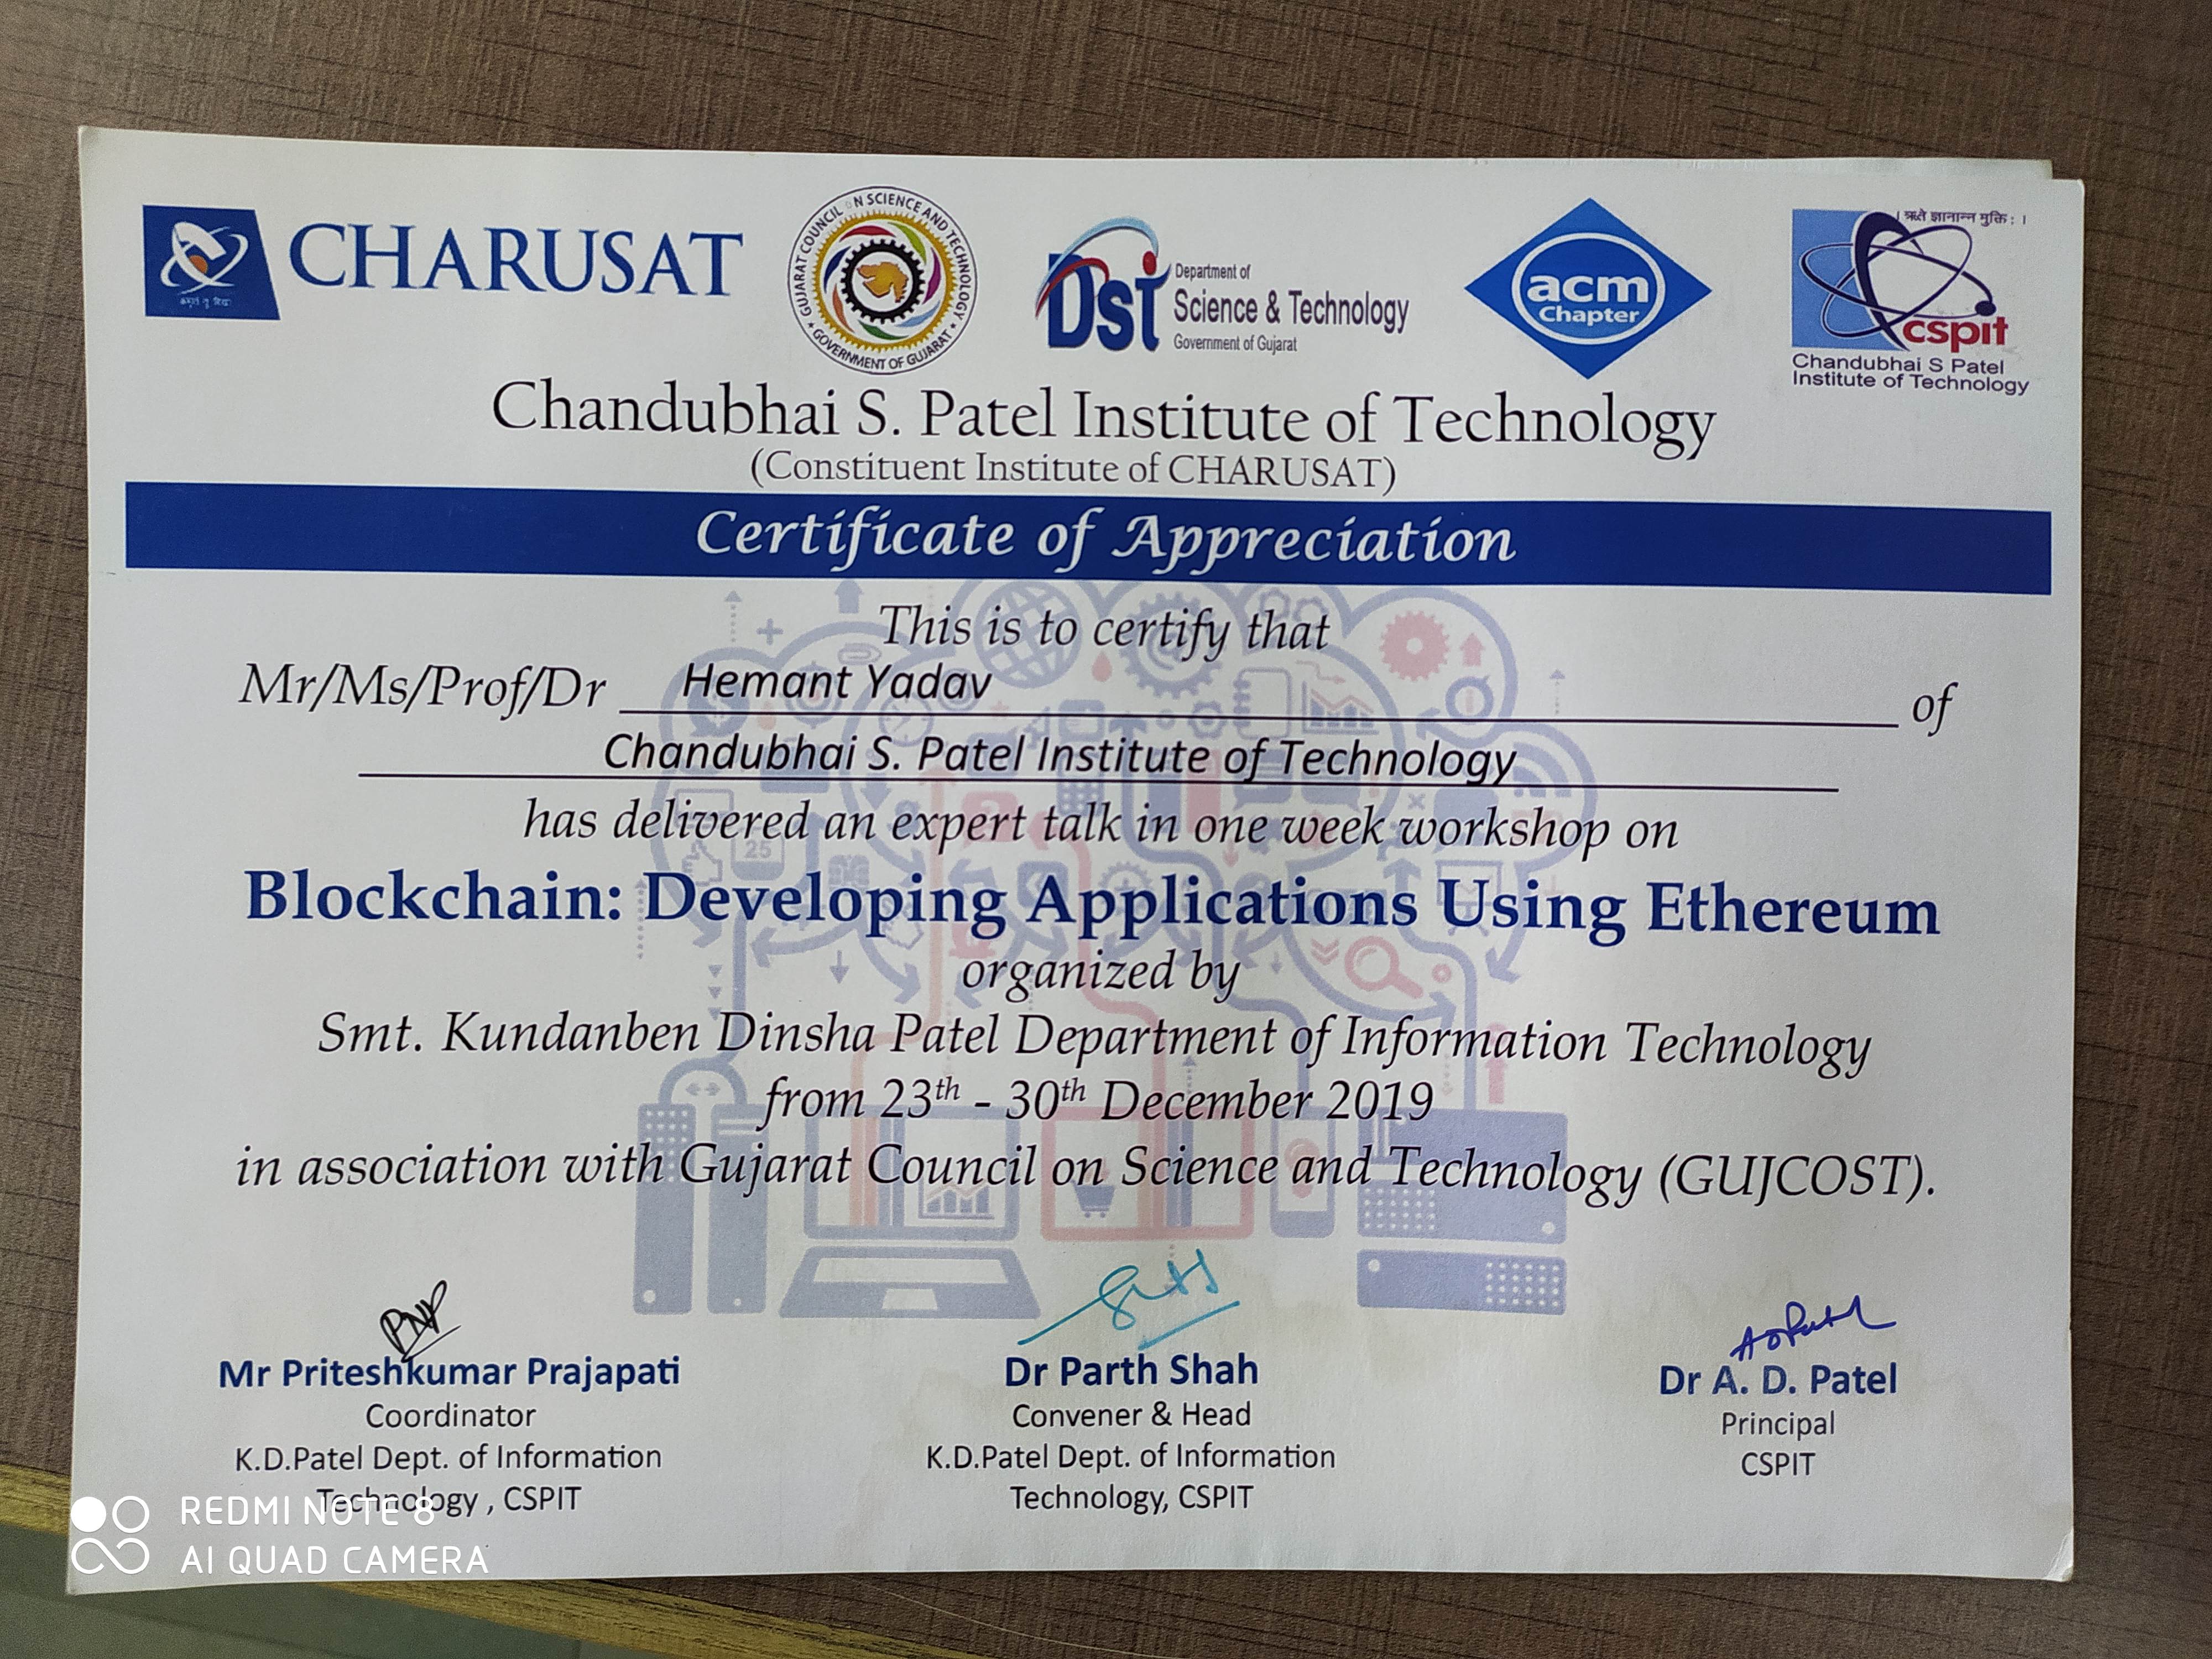 CHARUSAT
GUJARAT COUNCIL ON SCIENCE AND TECHNOLOGY
GOVERNMENT OF GUJARAT
Dst
Department of
Science & Technology
Government of Gujarat
acm
Chapter
। ऋते ज्ञानान्न मुक्ति: ।
cspit
Chandubhai S Patel
Institute of Technology
Chandubhai S. Patel Institute of Technology
(Constituent Institute of CHARUSAT)
Certificate of Appreciation
This is to certify that
Mr/Ms/Prof/Dr Hemant Yadav of
Chandubhai S. Patel Institute of Technology
has delivered an expert talk in one week workshop on
Blockchain: Developing Applications Using Ethereum
organized by
Smt. Kundanben Dinsha Patel Department of Information Technology
from 23th - 30th December 2019
in association with Gujarat Council on Science and Technology (GUJCOST).
Mr Priteshkumar Prajapati
Coordinator
K.D.Patel Dept. of Information
Technology , CSPIT
Dr Parth Shah
Convener & Head
K.D.Patel Dept. of Information
Technology, CSPIT
Dr A. D. Patel
Principal
CSPIT
REDMI NOTE 8
AI QUAD CAMERA